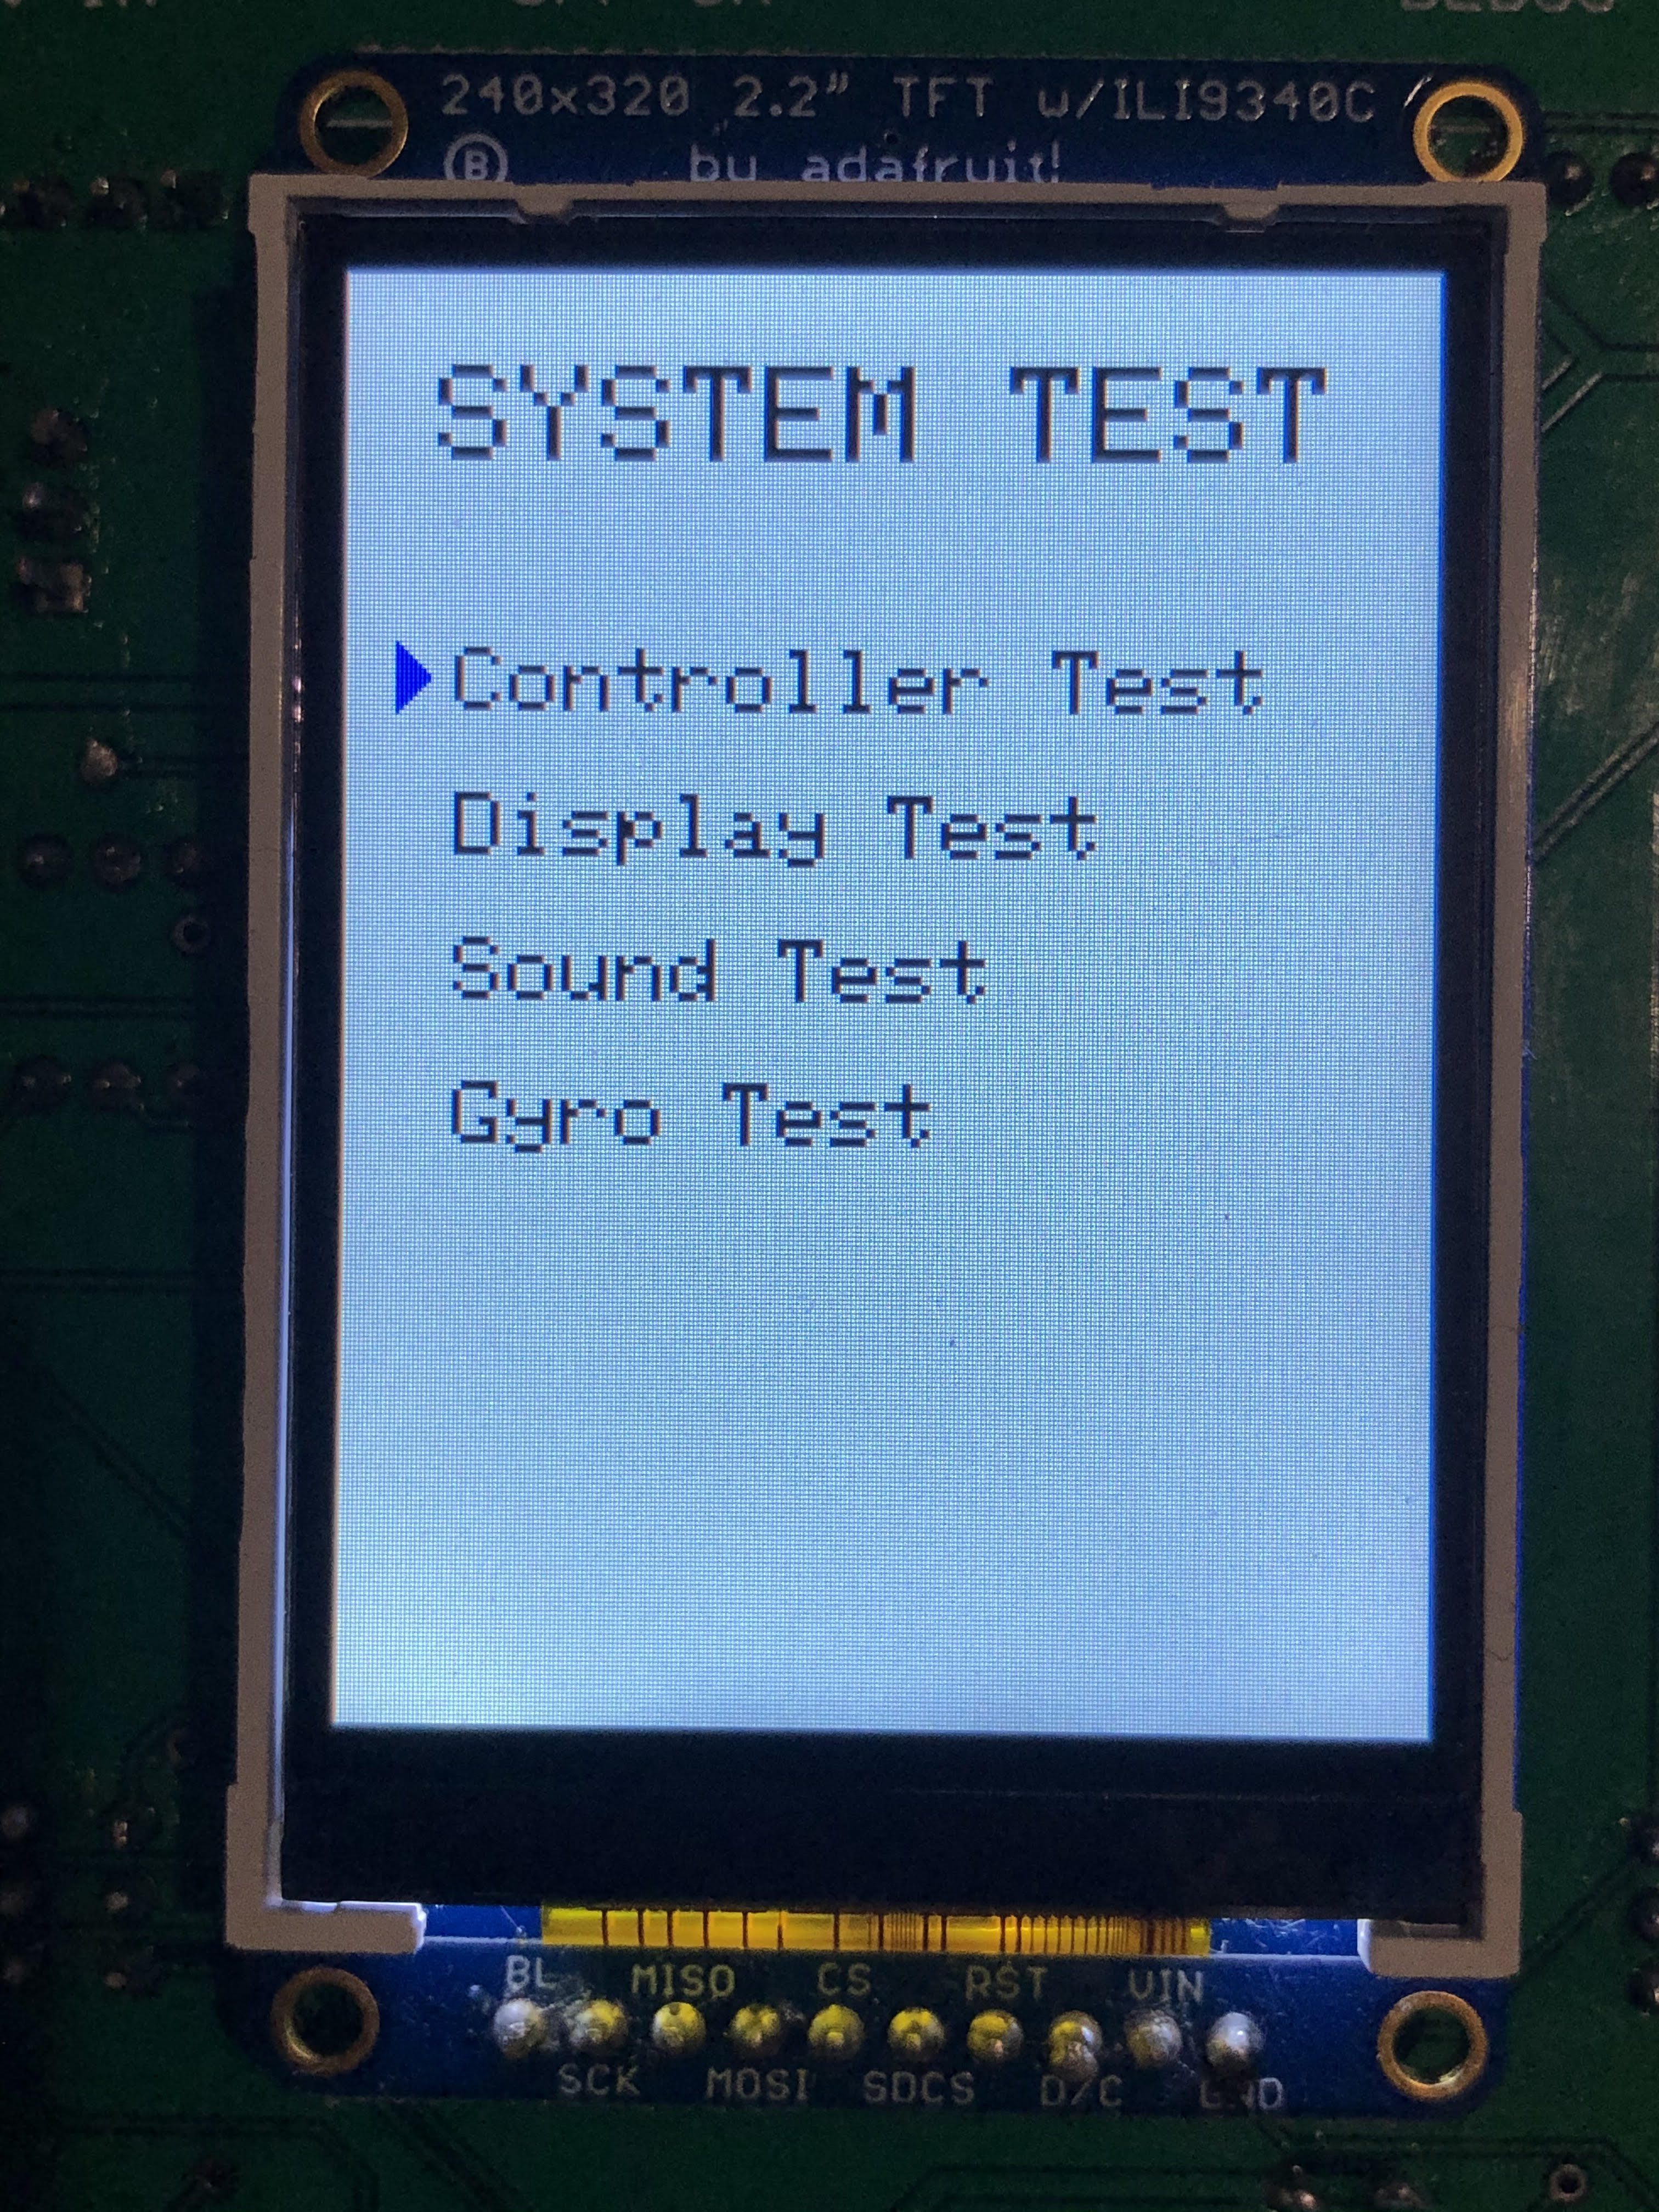 240x320 2.2" TFT w/ILI9340C
by adafruit!
SYSTEM TEST
Controller Test
Display Test
Sound Test
Gyro Test
BL MISO CS RST VIN
SCK MOSI SDCS D/C GND